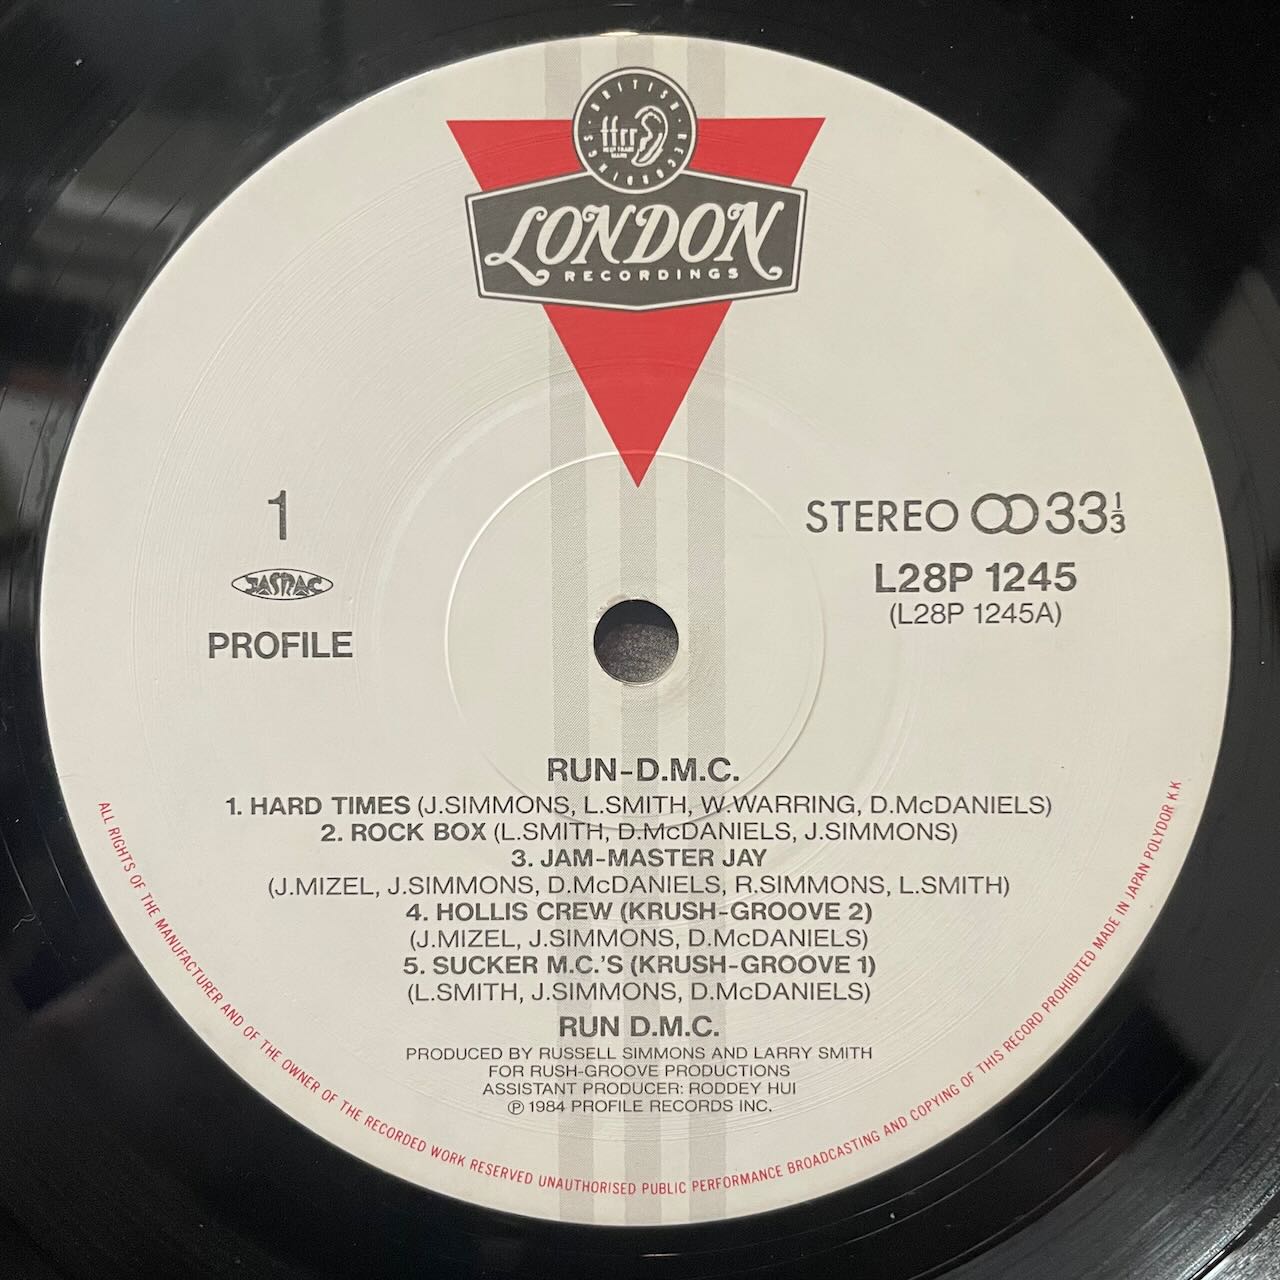 BRITISH · RECORDINGS ·
ffrr
LONDON
RECORDINGS
1
JASRAC
PROFILE
STEREO 33 1/3
L28P 1245
(L28P 1245A)
RUN-D.M.C.
1. HARD TIMES (J.SIMMONS, L.SMITH, W.WARRING, D.McDANIELS)
2. ROCK BOX (L.SMITH, D.McDANIELS, J.SIMMONS)
3. JAM-MASTER JAY
(J.MIZEL, J.SIMMONS, D.McDANIELS, R.SIMMONS, L.SMITH)
4. HOLLIS CREW (KRUSH-GROOVE 2)
(J.MIZEL, J.SIMMONS, D.McDANIELS)
5. SUCKER M.C.'S (KRUSH-GROOVE 1)
(L.SMITH, J.SIMMONS, D.McDANIELS)
RUN D.M.C.
PRODUCED BY RUSSELL SIMMONS AND LARRY SMITH
FOR RUSH-GROOVE PRODUCTIONS
ASSISTANT PRODUCER: RODDEY HUI
℗ 1984 PROFILE RECORDS INC.
ALL RIGHTS OF THE MANUFACTURER AND OF THE OWNER OF THE RECORDED WORK RESERVED UNAUTHORISED PUBLIC PERFORMANCE BROADCASTING AND COPYING OF THIS RECORD PROHIBITED MADE IN JAPAN POLYDOR K.K